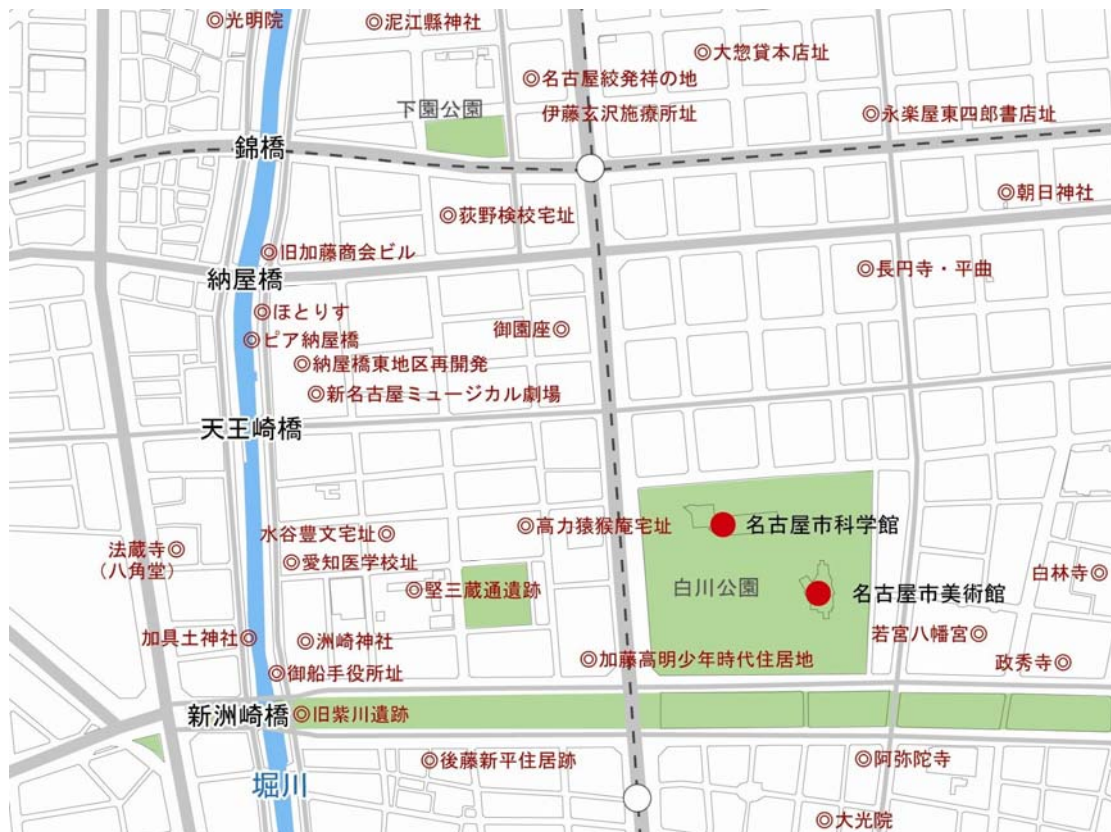 ◎光明院
◎泥江縣神社
◎大惣貸本店址
◎名古屋絞発祥の地
下園公園
伊藤玄沢施療所址
◎永楽屋東四郎書店址
錦橋
◎朝日神社
◎荻野検校宅址
◎旧加藤商会ビル
◎長円寺・平曲
納屋橋
◎ほとりす
御園座◎
◎ピア納屋橋
◎納屋橋東地区再開発
◎新名古屋ミュージカル劇場
天王崎橋
水谷豊文宅址◎
◎高力猿猴庵宅址
名古屋市科学館
法蔵寺◎
(八角堂)
◎愛知医学校址
◎堅三蔵通遺跡
白川公園
名古屋市美術館
白林寺◎
加具土神社◎
◎洲崎神社
若宮八幡宮◎
◎御船手役所址
◎加藤高明少年時代住居地
政秀寺◎
新洲崎橋
◎旧紫川遺跡
◎後藤新平住居跡
◎阿弥陀寺
堀川
◎大光院